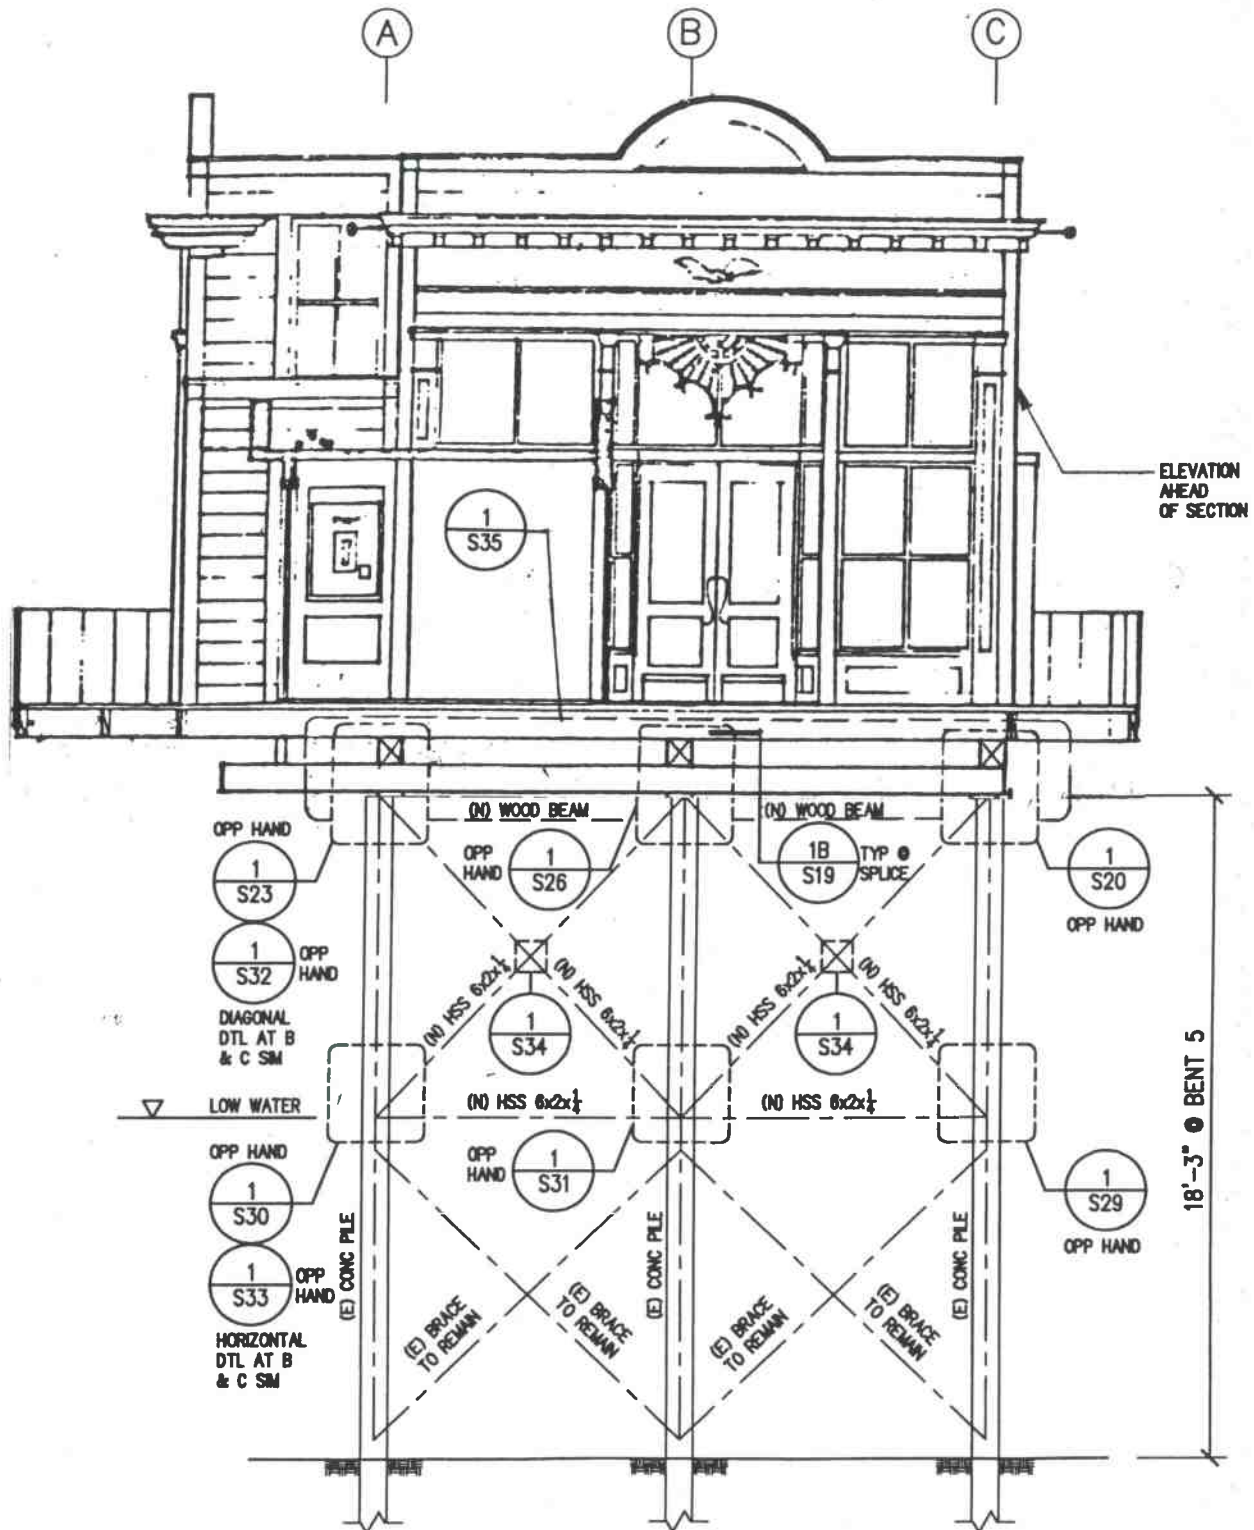 A
B
C
ELEVATION
AHEAD
OF SECTION
1
S35
(N) WOOD BEAM
(N) WOOD BEAM
OPP HAND
1
S23
OPP
HAND
1
S26
1B
S19
TYP @
SPLICE
1
S20
OPP HAND
1
S32
OPP
HAND
DIAGONAL
DTL AT B
& C SIM
(N) HSS 6x2x¼
(N) HSS 6x2x¼
(N) HSS 6x2x¼
(N) HSS 6x2x¼
1
S34
1
S34
LOW WATER
(N) HSS 6x2x¼
(N) HSS 6x2x¼
OPP HAND
1
S30
OPP
HAND
1
S31
1
S29
OPP HAND
1
S33
OPP
HAND
HORIZONTAL
DTL AT B
& C SIM
(E) CONC PILE
(E) CONC PILE
(E) CONC PILE
(E) BRACE
TO REMAIN
(E) BRACE
TO REMAIN
(E) BRACE
TO REMAIN
(E) BRACE
TO REMAIN
18'-3" @ BENT 5